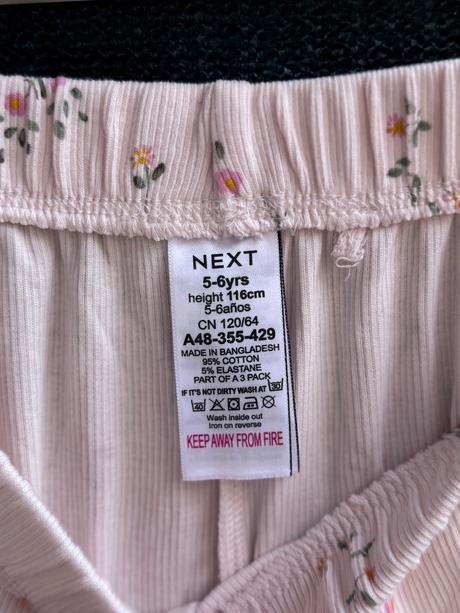 NEXT
5-6yrs
height 116cm
5-6años
CN 120/64
A48-355-429
MADE IN BANGLADESH
95% COTTON
5% ELASTANE
PART OF A 3 PACK
IF IT'S NOT DIRTY WASH AT 30
40
Wash inside out
Iron on reverse
KEEP AWAY FROM FIRE